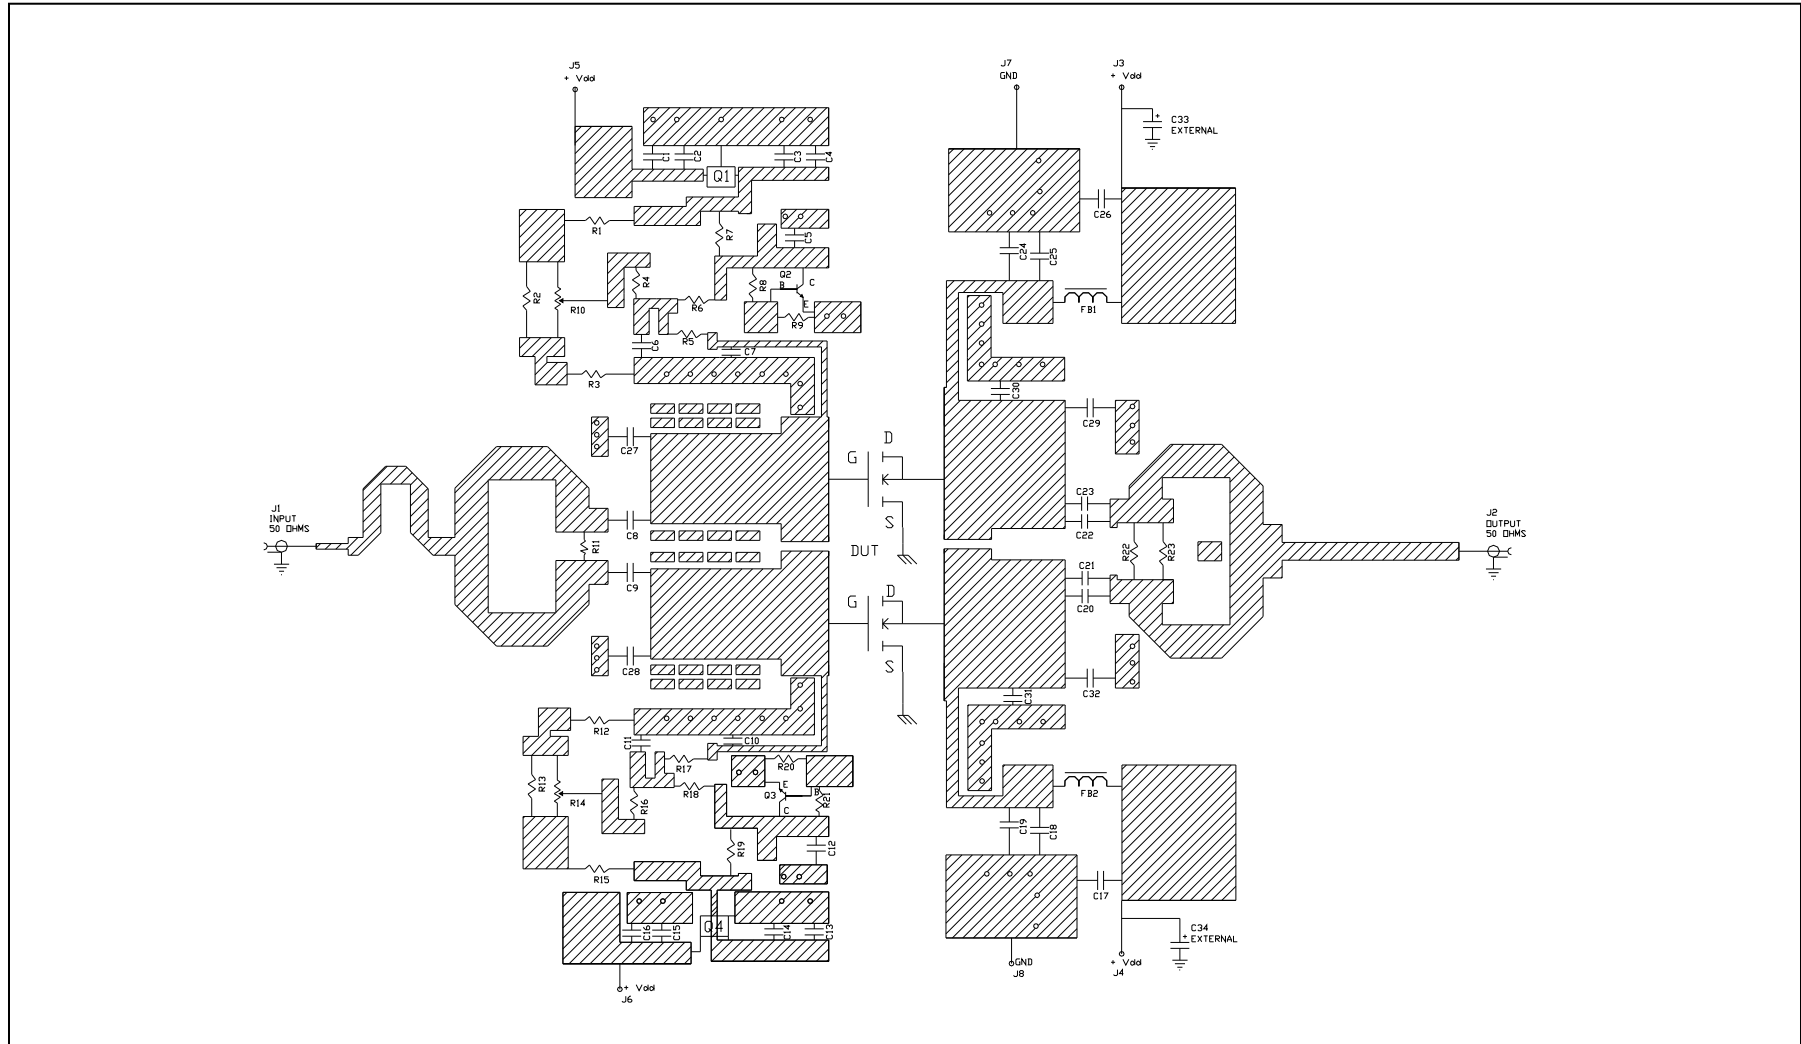 J5
+ Vdd
J7
GND
J3
+ Vdd
C33
EXTERNAL
+
C1
C2
C3
C4
Q1
C26
R1
R7
C5
C24
C25
R4
Q2
B
C
E
R8
R2
R10
R6
R9
FB1
R5
C6
C7
R3
C30
C29
C27
G
D
S
C23
C22
J1
INPUT
50 OHMS
C8
R11
J2
OUTPUT
50 OHMS
DUT
R22
R23
C9
C21
C20
G
D
S
C28
C32
C31
R12
C11
C10
R17
R20
R13
R14
R18
R16
Q3
E
B
C
R21
FB2
R19
C12
C19
C18
R15
C17
C16
C15
Q4
C14
C13
C34
+
EXTERNAL
GND
J8
+ Vdd
J4
+ Vdd
J6